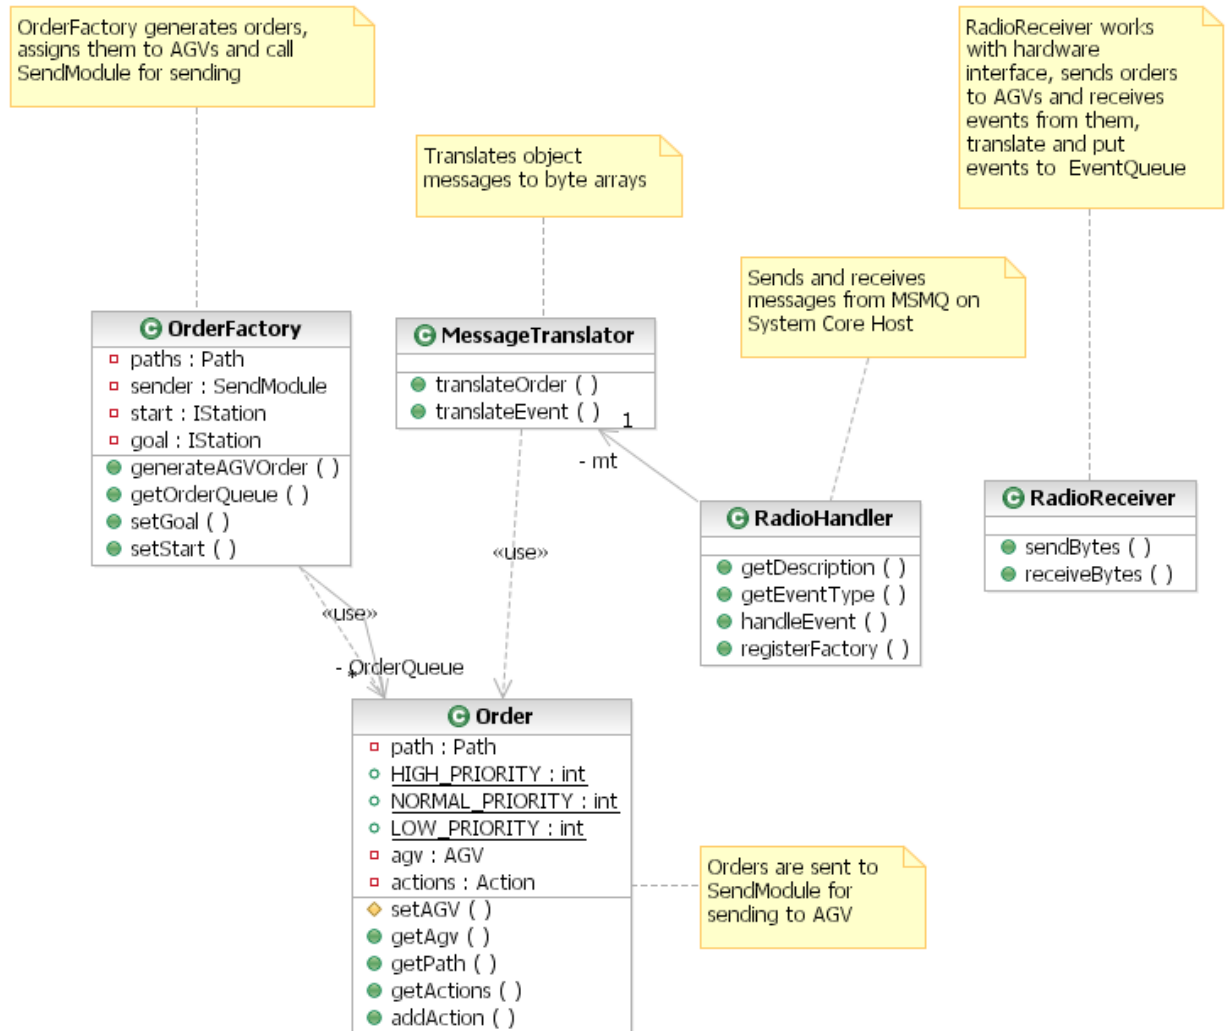 OrderFactory generates orders,
assigns them to AGVs and call
SendModule for sending
RadioReceiver works
with hardware
interface, sends orders
to AGVs and receives
events from them,
translate and put
events to EventQueue
Translates object
messages to byte arrays
Sends and receives
messages from MSMQ on
System Core Host
C OrderFactory
paths : Path
sender : SendModule
start : IStation
goal : IStation
generateAGVOrder ( )
getOrderQueue ( )
setGoal ( )
setStart ( )
C MessageTranslator
translateOrder ( )
translateEvent ( )
1
- mt
C RadioHandler
getDescription ( )
getEventType ( )
handleEvent ( )
registerFactory ( )
C RadioReceiver
sendBytes ( )
receiveBytes ( )
«use»
«use»
- OrderQueue
*
C Order
path : Path
HIGH_PRIORITY : int
NORMAL_PRIORITY : int
LOW_PRIORITY : int
agv : AGV
actions : Action
setAGV ( )
getAgv ( )
getPath ( )
getActions ( )
addAction ( )
Orders are sent to
SendModule for
sending to AGV